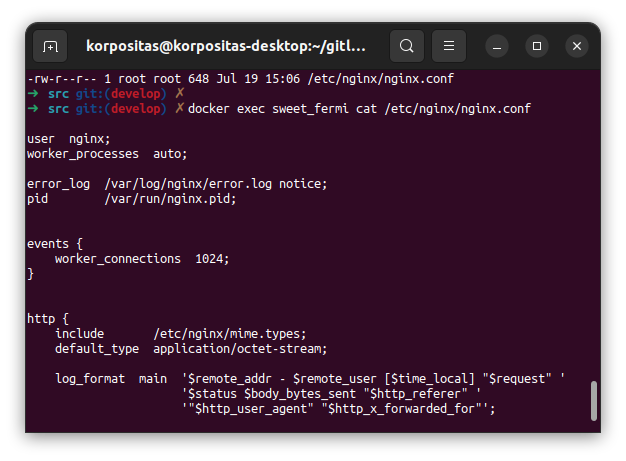 korpositas@korpositas-desktop:~/gitl...
-rw-r--r-- 1 root root 648 Jul 19 15:06 /etc/nginx/nginx.conf
➜  src git:(develop) ✗
➜  src git:(develop) ✗ docker exec sweet_fermi cat /etc/nginx/nginx.conf
user  nginx;
worker_processes  auto;
error_log  /var/log/nginx/error.log notice;
pid        /var/run/nginx.pid;
events {
    worker_connections  1024;
}
http {
    include       /etc/nginx/mime.types;
    default_type  application/octet-stream;
    log_format  main  '$remote_addr - $remote_user [$time_local] "$request" '
                      '$status $body_bytes_sent "$http_referer" '
                      '"$http_user_agent" "$http_x_forwarded_for"';